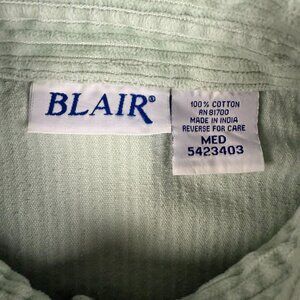 BLAIR®
100% COTTON
RN 81700
MADE IN INDIA
REVERSE FOR CARE
MED
5423403